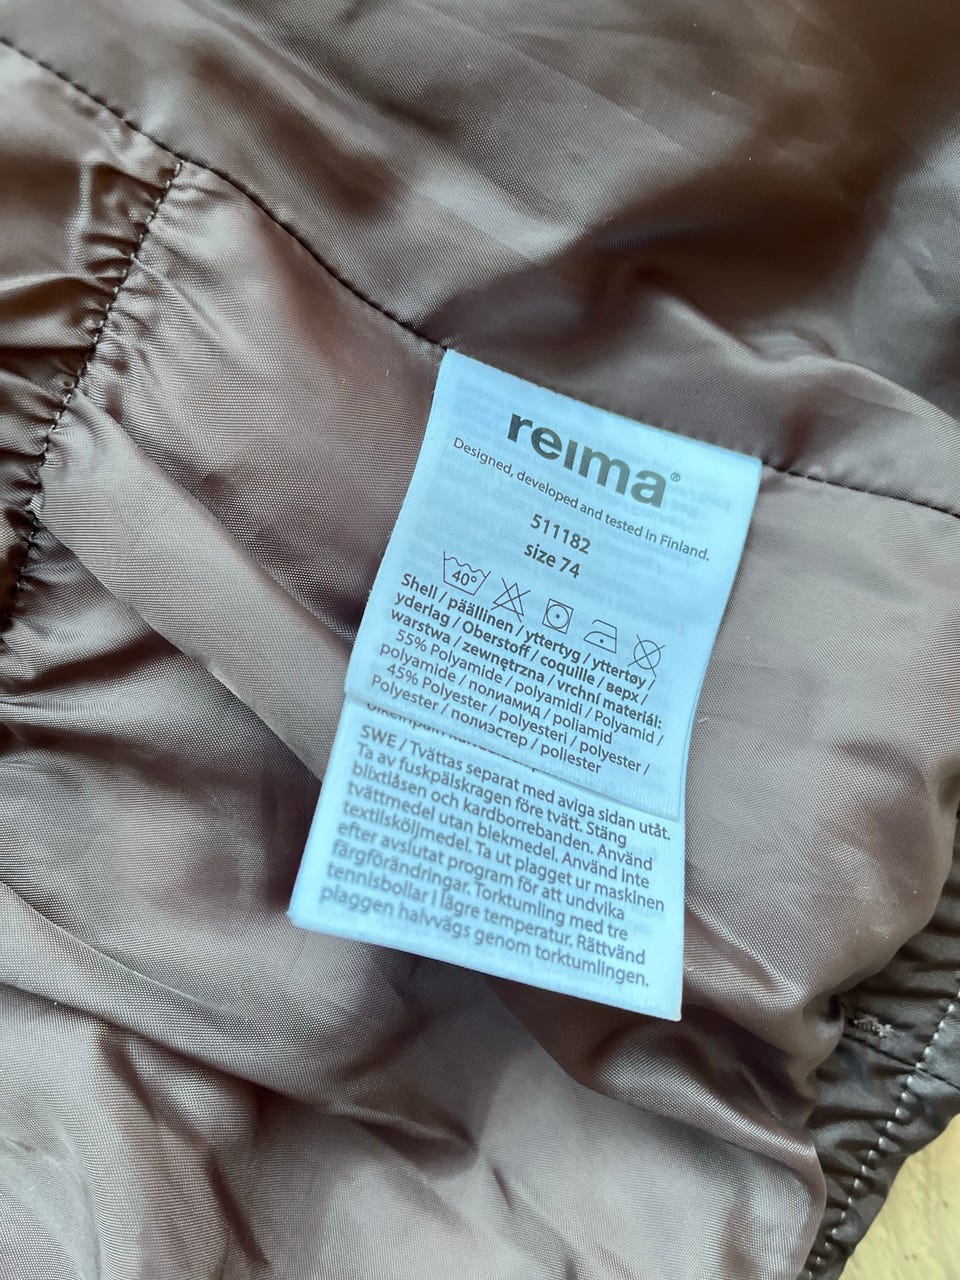 reima®
Designed, developed and tested in Finland.
511182
size 74
40°
Shell / päällinen / yttertyg / yttertøy /
yderlag / Oberstoff / coquille / верх /
warstwa / zewnętrzna / vrchní materiál:
55% Polyamide / polyamidi / Polyamid /
polyamide / полиамид / poliamid
45% Polyester / polyesteri / polyester /
Polyester / полиэстер / poliester
SWE / Tvättas separat med aviga sidan utåt.
Ta av fuskpälskragen före tvätt. Stäng
blixtlåsen och kardborrebanden. Använd
tvättmedel utan blekmedel. Använd inte
textilsköljmedel. Ta ut plagget ur maskinen
efter avslutat program för att undvika
färgförändringar. Torktumling med tre
tennisbollar i lägre temperatur. Rättvänd
plaggen halvvägs genom torktumlingen.